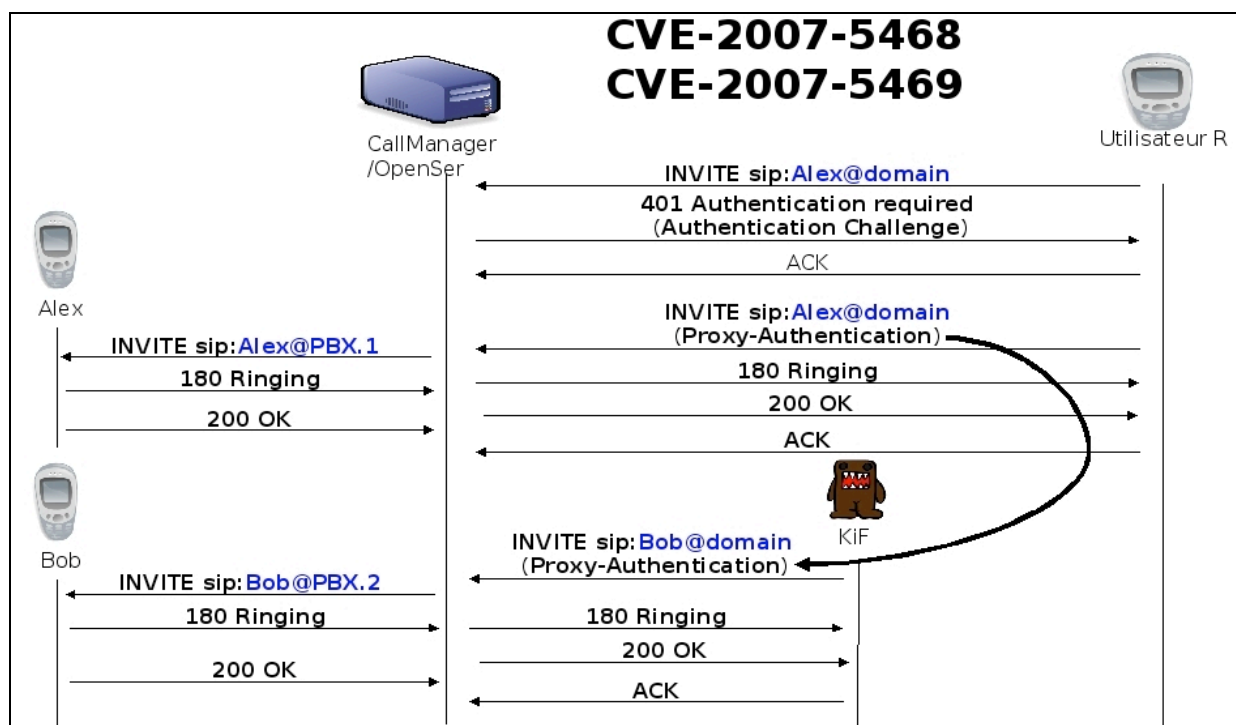 CVE-2007-5468
CVE-2007-5469
CallManager
/OpenSer
Utilisateur R
INVITE sip:Alex@domain
401 Authentication required
(Authentication Challenge)
ACK
Alex
INVITE sip:Alex@domain
(Proxy-Authentication)
INVITE sip:Alex@PBX.1
180 Ringing
180 Ringing
200 OK
200 OK
ACK
Bob
KiF
INVITE sip:Bob@domain
(Proxy-Authentication)
INVITE sip:Bob@PBX.2
180 Ringing
180 Ringing
200 OK
200 OK
ACK